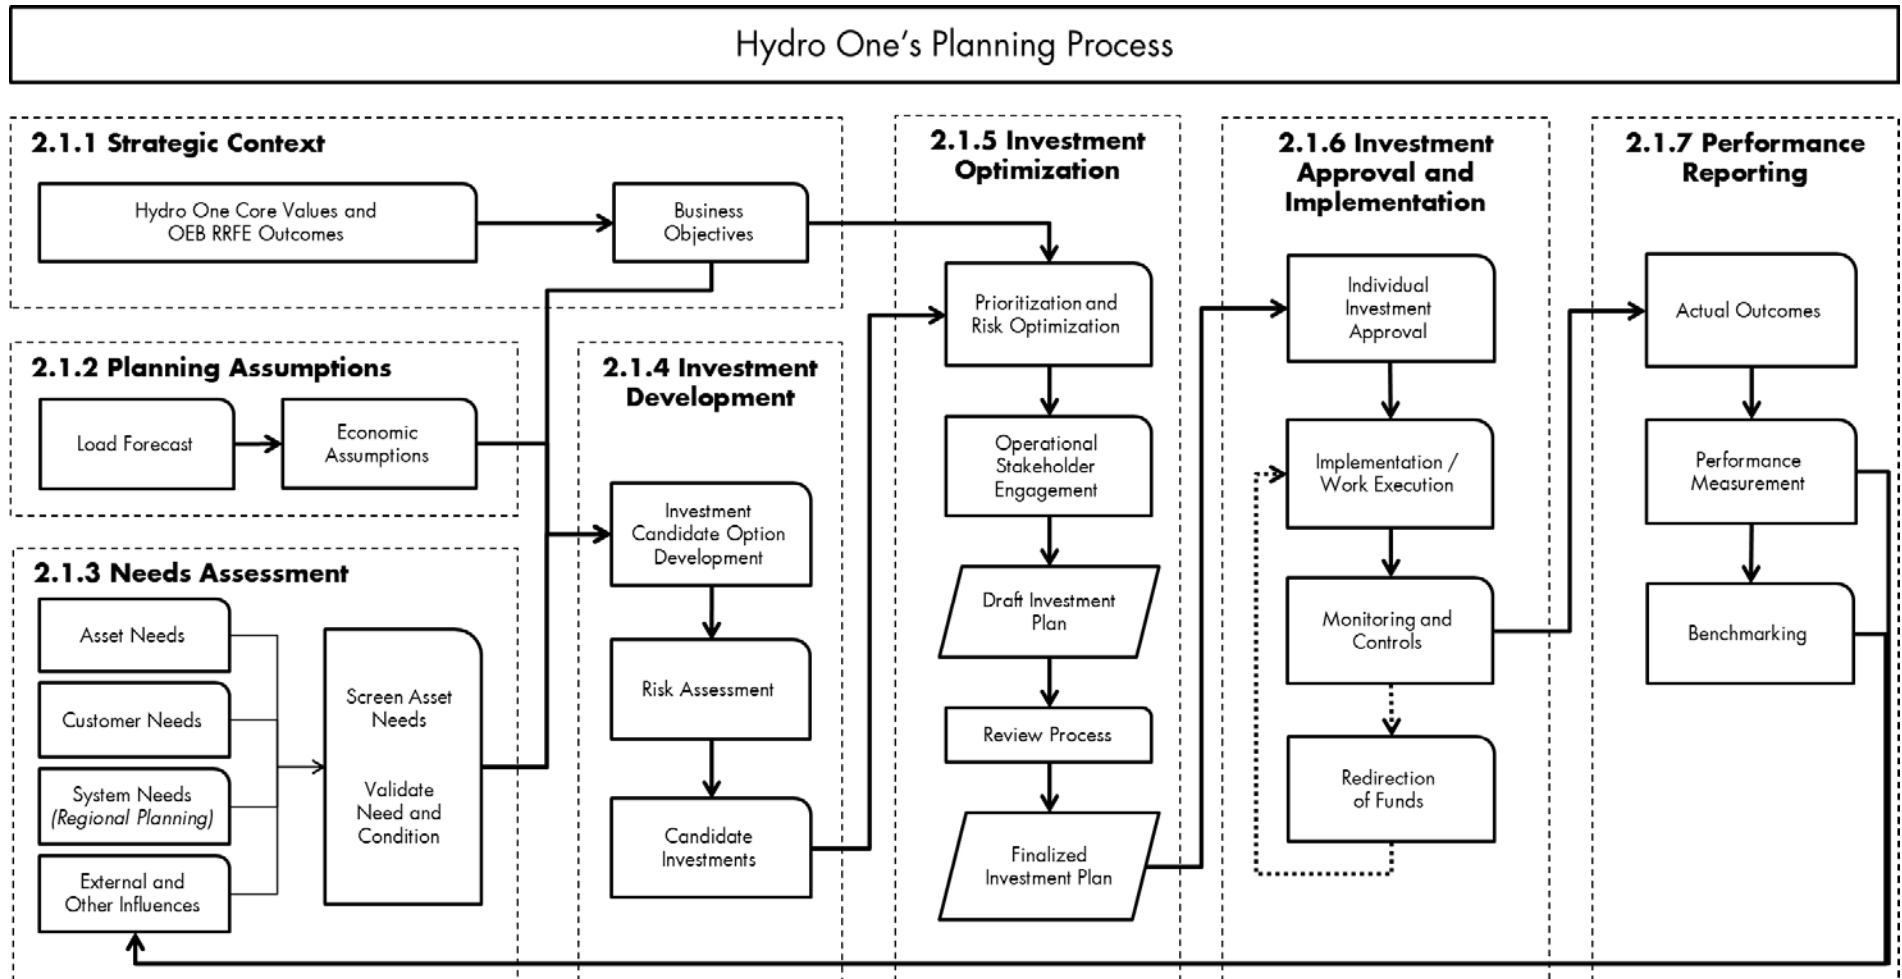 Hydro One's Planning Process
2.1.1 Strategic Context
Hydro One Core Values and
OEB RRFE Outcomes
Business
Objectives
2.1.2 Planning Assumptions
Load Forecast
Economic
Assumptions
2.1.3 Needs Assessment
Asset Needs
Customer Needs
System Needs
(Regional Planning)
External and
Other Influences
Screen Asset
Needs
Validate
Need and
Condition
2.1.4 Investment
Development
Investment
Candidate Option
Development
Risk Assessment
Candidate
Investments
2.1.5 Investment
Optimization
Prioritization and
Risk Optimization
Operational
Stakeholder
Engagement
Draft Investment
Plan
Review Process
Finalized
Investment Plan
2.1.6 Investment
Approval and
Implementation
Individual
Investment
Approval
Implementation /
Work Execution
Monitoring and
Controls
Redirection
of Funds
2.1.7 Performance
Reporting
Actual Outcomes
Performance
Measurement
Benchmarking